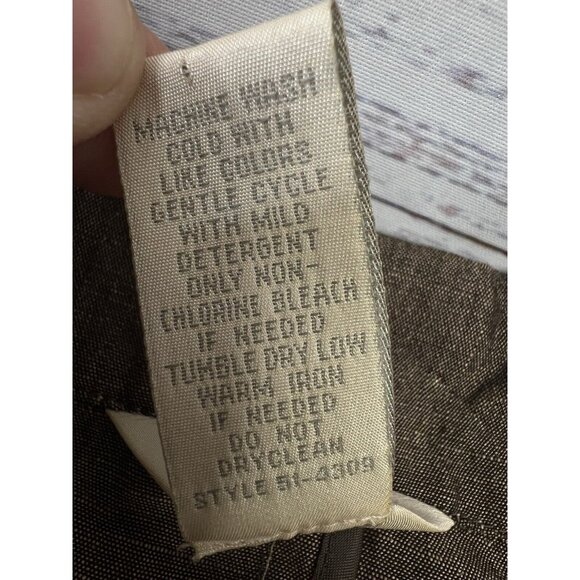 MACHINE WASH
COLD WITH
LIKE COLORS
GENTLE CYCLE
WITH MILD
DETERGENT
ONLY NON-
CHLORINE BLEACH
IF NEEDED
TUMBLE DRY LOW
WARM IRON
IF NEEDED
DO NOT
DRYCLEAN
STYLE 51-4309